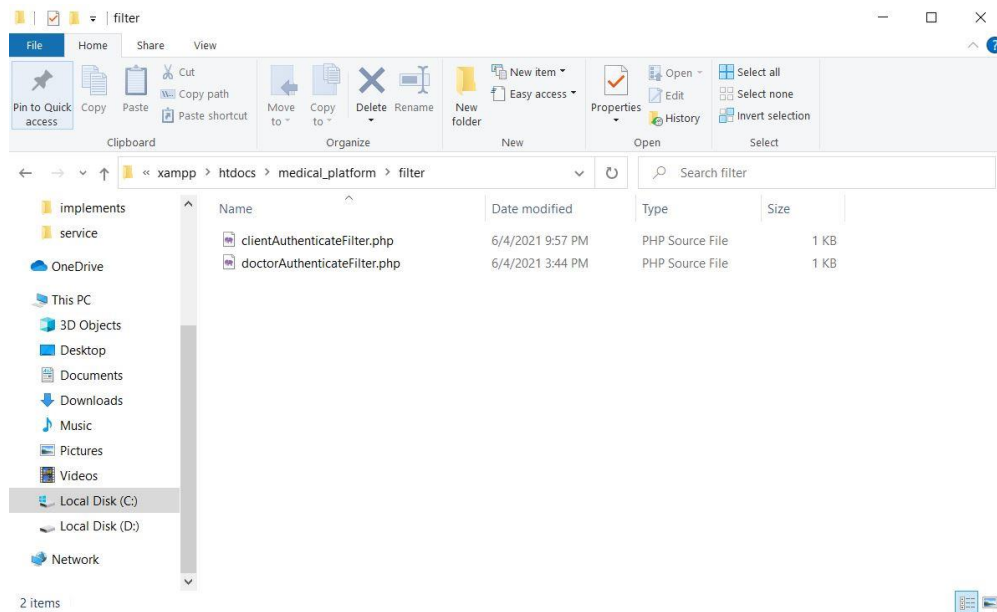 filter
File Home Share View
Pin to Quick access
Copy
Paste
Cut
Copy path
Paste shortcut
Clipboard
Move to
Copy to
Delete
Rename
Organize
New folder
New item
Easy access
New
Properties
Open
Edit
History
Open
Select all
Select none
Invert selection
Select
« xampp > htdocs > medical_platform > filter
Search filter
implements
service
OneDrive
This PC
3D Objects
Desktop
Documents
Downloads
Music
Pictures
Videos
Local Disk (C:)
Local Disk (D:)
Network
Name Date modified Type Size
clientAuthenticateFilter.php 6/4/2021 9:57 PM PHP Source File 1 KB
doctorAuthenticateFilter.php 6/4/2021 3:44 PM PHP Source File 1 KB
2 items